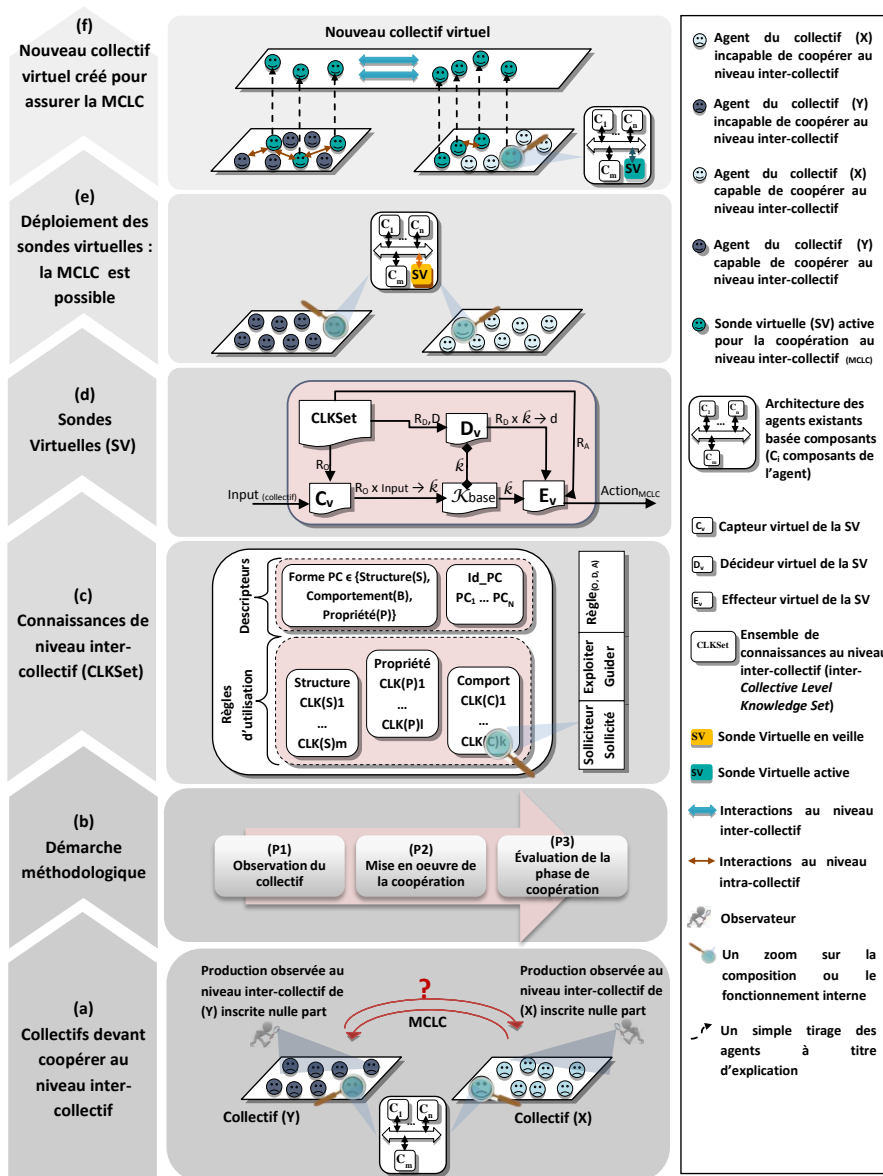 (f)
Nouveau collectif
virtuel créé pour
assurer la MCLC
Nouveau collectif virtuel
C1 Cn
...
Cm SV
(e)
Déploiement des
sondes virtuelles :
la MCLC est
possible
C1 Cn
...
Cm SV
(d)
Sondes
Virtuelles (SV)
CLKSet
RD,D
Dv
RD x k → d
RA
RO
k
Input (collectif)
Cv
RO x Input → k
Kbase
k
Ev
ActionMCLC
(c)
Connaissances de
niveau inter-
collectif (CLKSet)
Descripteurs
Forme PC ϵ {Structure(S),
Comportement(B),
Propriété(P)}
Id_PC
PC1 ... PCN
Règles
d'utilisation
Structure
CLK(S)1
...
CLK(S)m
Propriété
CLK(P)1
...
CLK(P)l
Comport
CLK(C)1
...
CLK(C)k
Règle(O, D, A)
Exploiter
Guider
Solliciteur
Sollicité
(b)
Démarche
méthodologique
(P1)
Observation du
collectif
(P2)
Mise en oeuvre de
la coopération
(P3)
Évaluation de la
phase de
coopération
(a)
Collectifs devant
coopérer au
niveau inter-
collectif
Production observée au
niveau inter-collectif de
(Y) inscrite nulle part
?
MCLC
Production observée au
niveau inter-collectif de
(X) inscrite nulle part
Collectif (Y)
Collectif (X)
C1 Cn
...
Cm
Agent du collectif (X)
incapable de coopérer au
niveau inter-collectif
Agent du collectif (Y)
incapable de coopérer au
niveau inter-collectif
Agent du collectif (X)
capable de coopérer au
niveau inter-collectif
Agent du collectif (Y)
capable de coopérer au
niveau inter-collectif
Sonde virtuelle (SV) active
pour la coopération au
niveau inter-collectif (MCLC)
C1 Cn
...
Cm
Architecture des
agents existants
basée composants
(Ci composants de
l'agent)
Cv Capteur virtuel de la SV
Dv Décideur virtuel de la SV
Ev Effecteur virtuel de la SV
CLKSet
Ensemble de
connaissances au niveau
inter-collectif (inter-
Collective Level
Knowledge Set)
SV Sonde Virtuelle en veille
SV Sonde Virtuelle active
Interactions au niveau
inter-collectif
Interactions au niveau
intra-collectif
Observateur
Un zoom sur la
composition ou le
fonctionnement interne
Un simple tirage des
agents à titre
d'explication